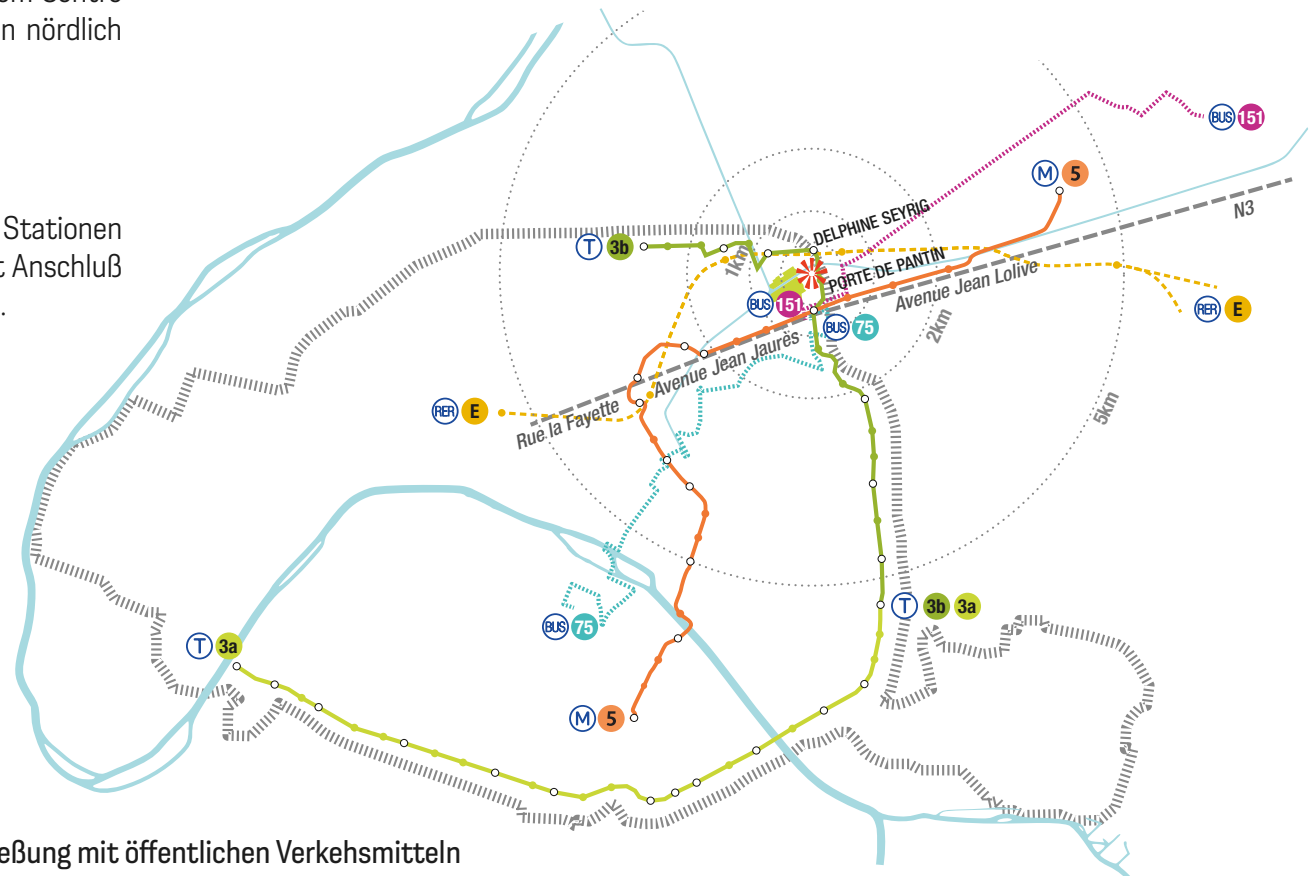 n nördlich
Stationen
t Anschluß
.
BUS 151
M 5
N3
DELPHINE SEYRIG
T 3b
1km
PORTE DE PANTIN
BUS 151
Avenue Jean Lolive
RER E
BUS 75
2km
Avenue Jean Jaurès
5km
RER E
Rue la Fayette
T 3b 3a
BUS 75
T 3a
M 5
eßung mit öffentlichen Verkehsmitteln